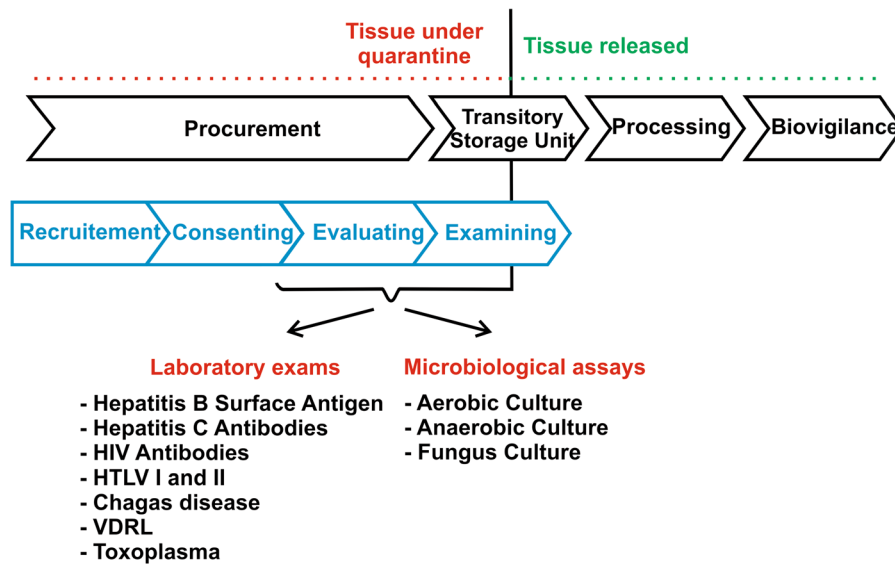 Tissue under
quarantine
Tissue released
Procurement
Transitory
Storage Unit
Processing
Biovigilance
Recruitement
Consenting
Evaluating
Examining
Laboratory exams
- Hepatitis B Surface Antigen
- Hepatitis C Antibodies
- HIV Antibodies
- HTLV I and II
- Chagas disease
- VDRL
- Toxoplasma
Microbiological assays
- Aerobic Culture
- Anaerobic Culture
- Fungus Culture